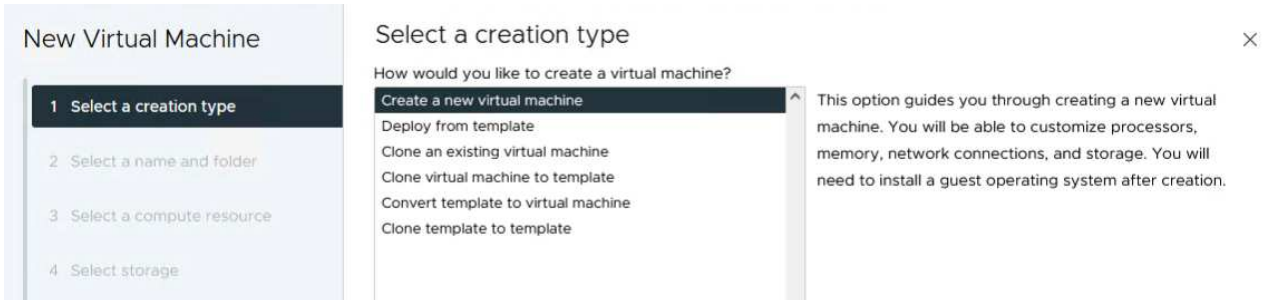 New Virtual Machine
1 Select a creation type
2 Select a name and folder
3 Select a compute resource
4 Select storage
Select a creation type
How would you like to create a virtual machine?
Create a new virtual machine
Deploy from template
Clone an existing virtual machine
Clone virtual machine to template
Convert template to virtual machine
Clone template to template
This option guides you through creating a new virtual
machine. You will be able to customize processors,
memory, network connections, and storage. You will
need to install a guest operating system after creation.